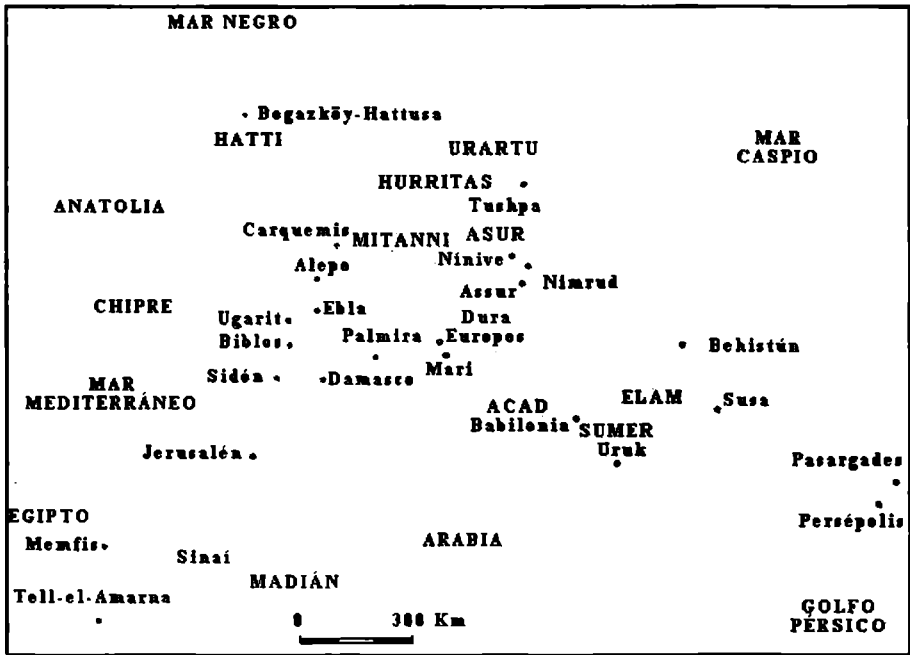 MAR NEGRO
Bogazköy-Hattusa
HATTI
URARTU
MAR
CASPIO
HURRITAS
Tushpa
ANATOLIA
Carquemis
MITANNI
ASUR
Nínive
Nimrud
Alepo
Assur
CHIPRE
Ebla
Ugarit
Dura
Europos
Biblos
Palmira
Behistún
Mari
Sidón
Damasco
MAR
MEDITERRÁNEO
ELAM
Susa
ACAD
Babilonia
SUMER
Uruk
Jerusalén
Pasargades
Persépolis
EGIPTO
Memfis
Sinaí
ARABIA
MADIÁN
Tell-el-Amarna
0 300 Km
GOLFO
PÉRSICO